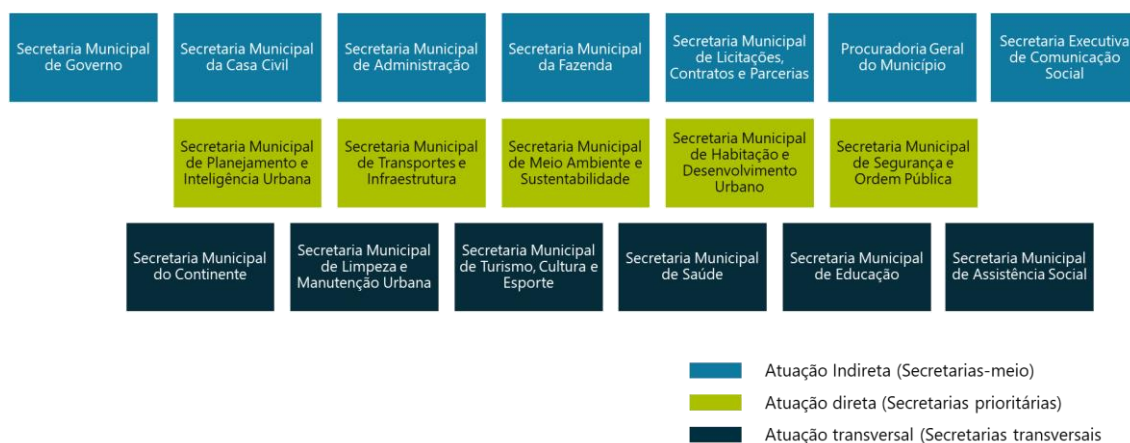 Secretaria Municipal
de Governo
Secretaria Municipal
da Casa Civil
Secretaria Municipal
de Administração
Secretaria Municipal
da Fazenda
Secretaria Municipal
de Licitações,
Contratos e Parcerias
Procuradoria Geral
do Município
Secretaria Executiva
de Comunicação
Social
Secretaria Municipal
de Planejamento e
Inteligência Urbana
Secretaria Municipal
de Transportes e
Infraestrutura
Secretaria Municipal
de Meio Ambiente e
Sustentabilidade
Secretaria Municipal
de Habitação e
Desenvolvimento
Urbano
Secretaria Municipal
de Segurança e
Ordem Pública
Secretaria Municipal
do Continente
Secretaria Municipal
de Limpeza e
Manutenção Urbana
Secretaria Municipal
de Turismo, Cultura e
Esporte
Secretaria Municipal
de Saúde
Secretaria Municipal
de Educação
Secretaria Municipal
de Assistência Social
Atuação Indireta (Secretarias-meio)
Atuação direta (Secretarias prioritárias)
Atuação transversal (Secretarias transversais